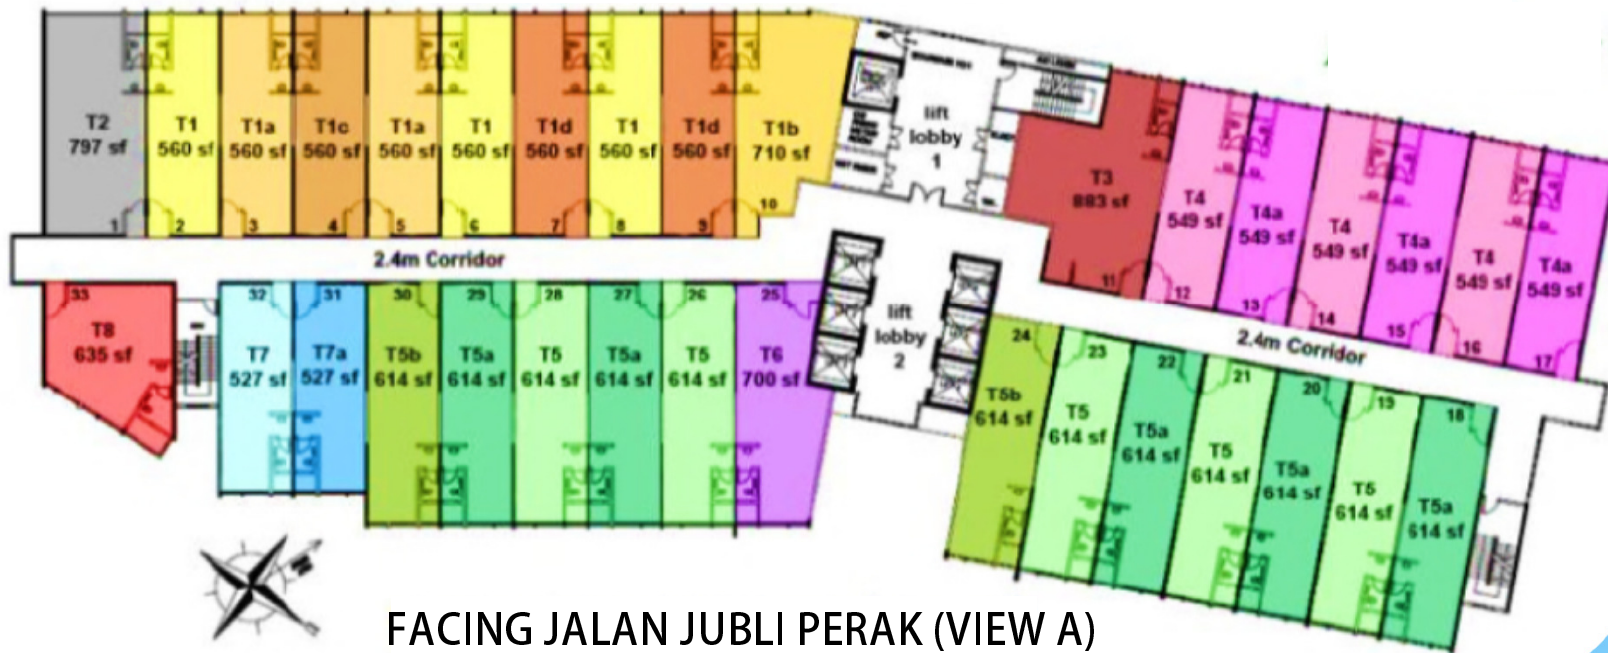 T2
797 sf
1
T1
560 sf
2
T1a
560 sf
3
T1c
560 sf
4
T1a
560 sf
5
T1
560 sf
6
T1d
560 sf
7
T1
560 sf
8
T1d
560 sf
9
T1b
710 sf
10
lift
lobby
1
T3
883 sf
11
T4
549 sf
12
T4a
549 sf
13
T4
549 sf
14
T4a
549 sf
15
T4
549 sf
16
T4a
549 sf
17
2.4m Corridor
2.4m Corridor
33
T8
635 sf
32
T7
527 sf
31
T7a
527 sf
30
T5b
614 sf
29
T5a
614 sf
28
T5
614 sf
27
T5a
614 sf
26
T5
614 sf
25
T6
700 sf
lift
lobby
2
24
T5b
614 sf
23
T5
614 sf
22
T5a
614 sf
21
T5
614 sf
20
T5a
614 sf
19
T5
614 sf
18
T5a
614 sf
FACING JALAN JUBLI PERAK (VIEW A)